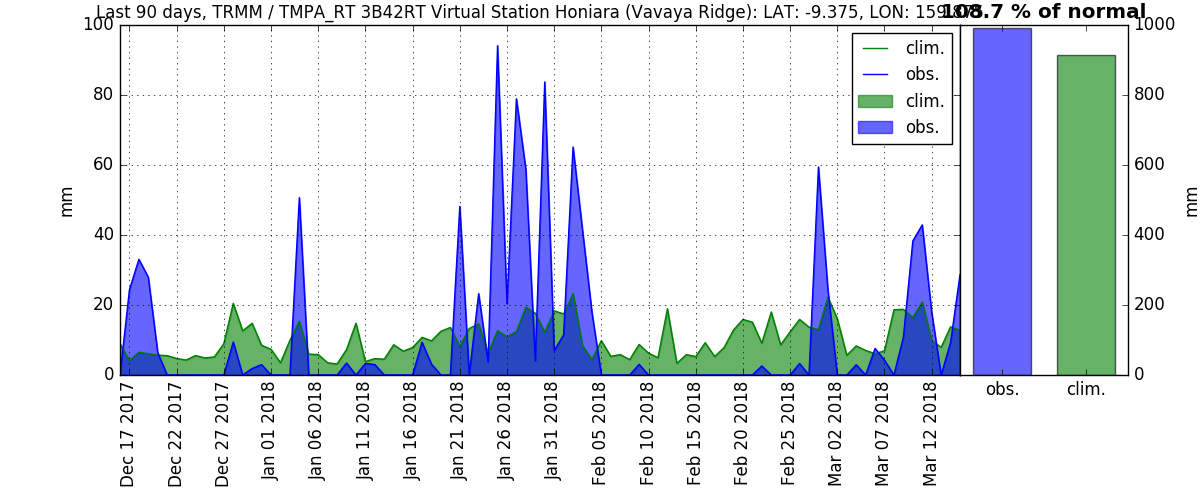 Last 90 days, TRMM / TMPA_RT 3B42RT Virtual Station Honiara (Vavaya Ridge): LAT: -9.375, LON:
108.7 % of normal
100
80
60
40
20
0
mm
clim.
obs.
clim.
obs.
1000
800
600
400
200
0
mm
obs.
clim.
Dec 17 2017
Dec 22 2017
Dec 27 2017
Jan 01 2018
Jan 06 2018
Jan 11 2018
Jan 16 2018
Jan 21 2018
Jan 26 2018
Jan 31 2018
Feb 05 2018
Feb 10 2018
Feb 15 2018
Feb 20 2018
Feb 25 2018
Mar 02 2018
Mar 07 2018
Mar 12 2018